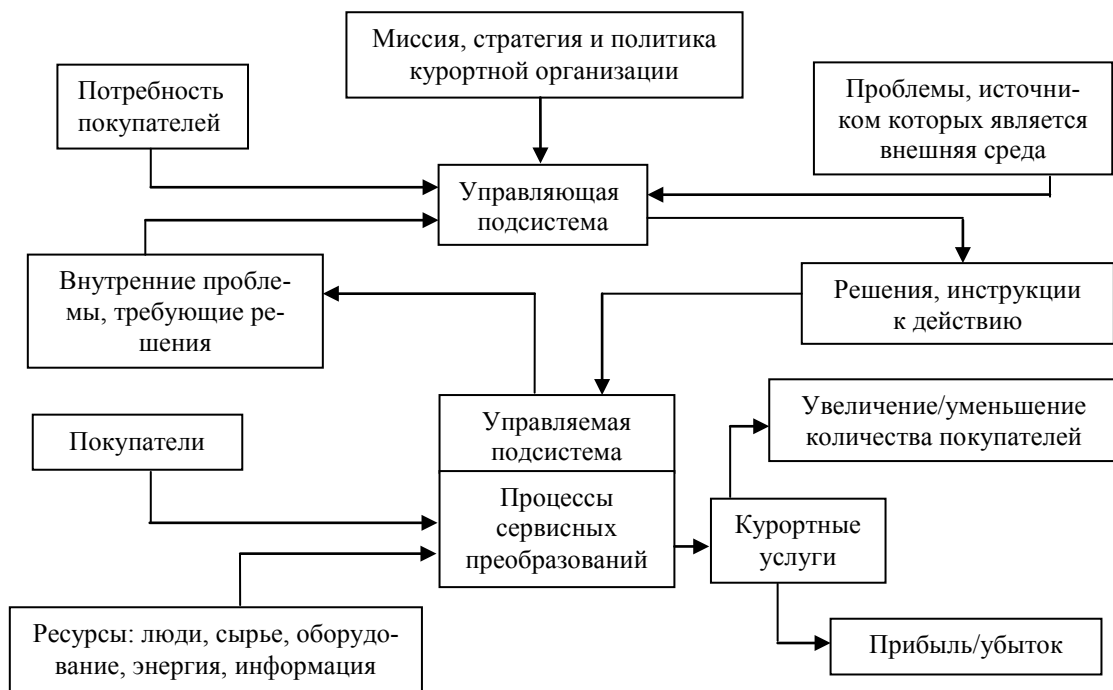 Миссия, стратегия и политика
курортной организации
Потребность
покупателей
Проблемы, источни-
ком которых является
внешняя среда
Управляющая
подсистема
Внутренние пробле-
мы, требующие ре-
шения
Решения, инструкции
к действию
Управляемая
подсистема
Увеличение/уменьшение
количества покупателей
Покупатели
Процессы
сервисных
преобразований
Курортные
услуги
Ресурсы: люди, сырье, оборудо-
вание, энергия, информация
Прибыль/убыток